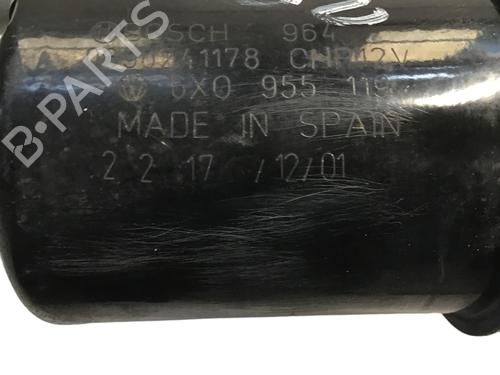 BOSCH 964
CHP 12V
6X0 955 119
MADE IN SPAIN
2 2 17 /12/01
B-PARTS